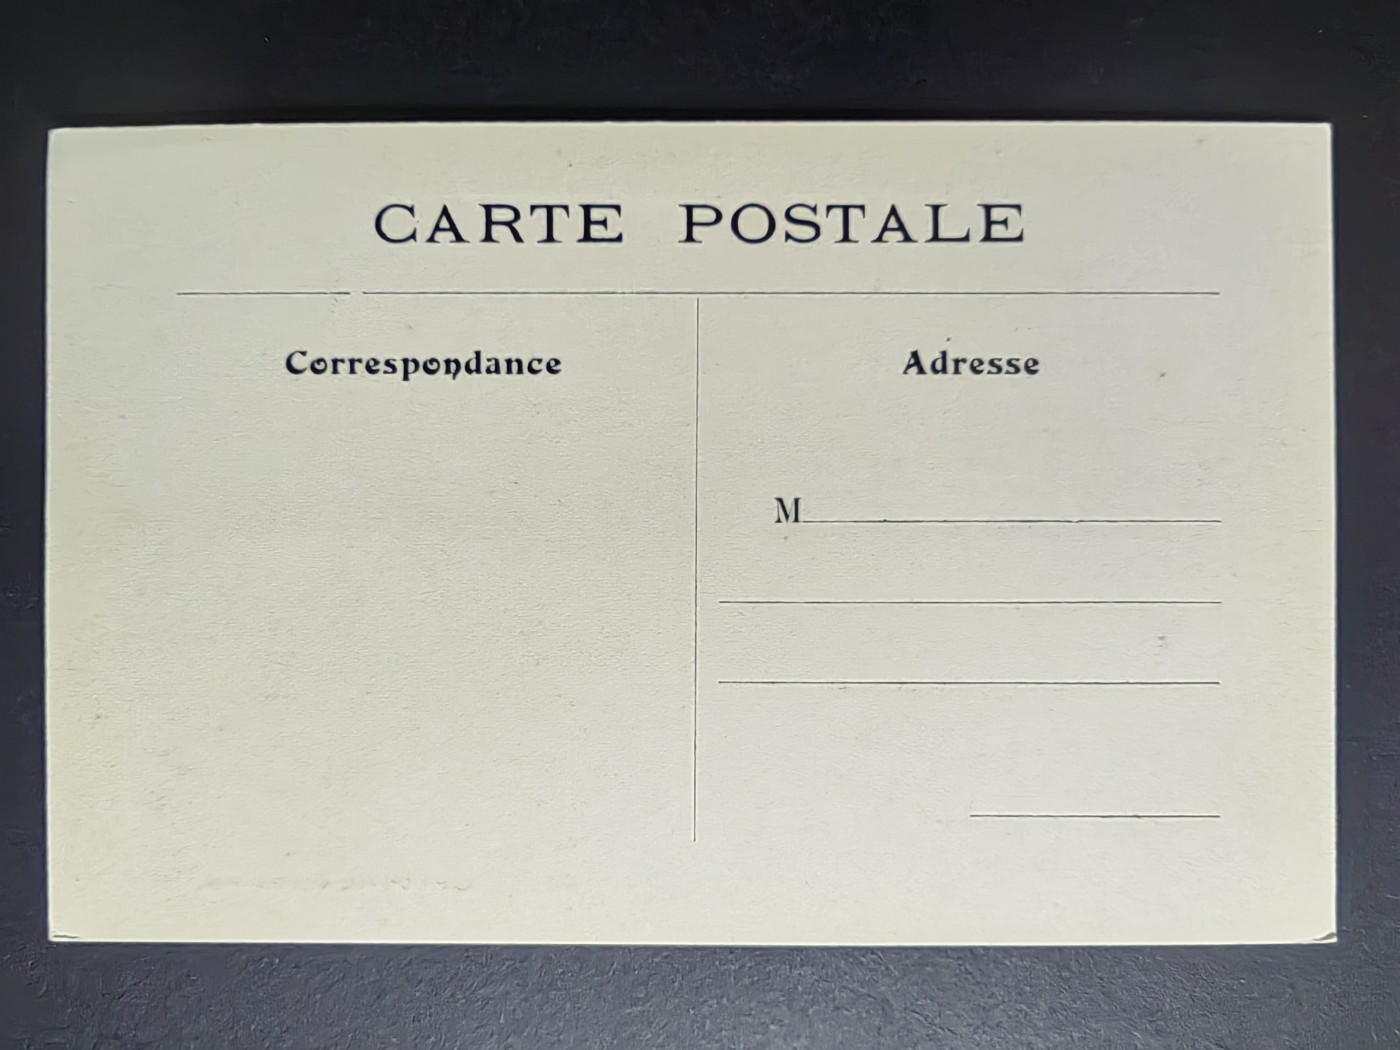 CARTE POSTALE
Correspondance
Adresse
M